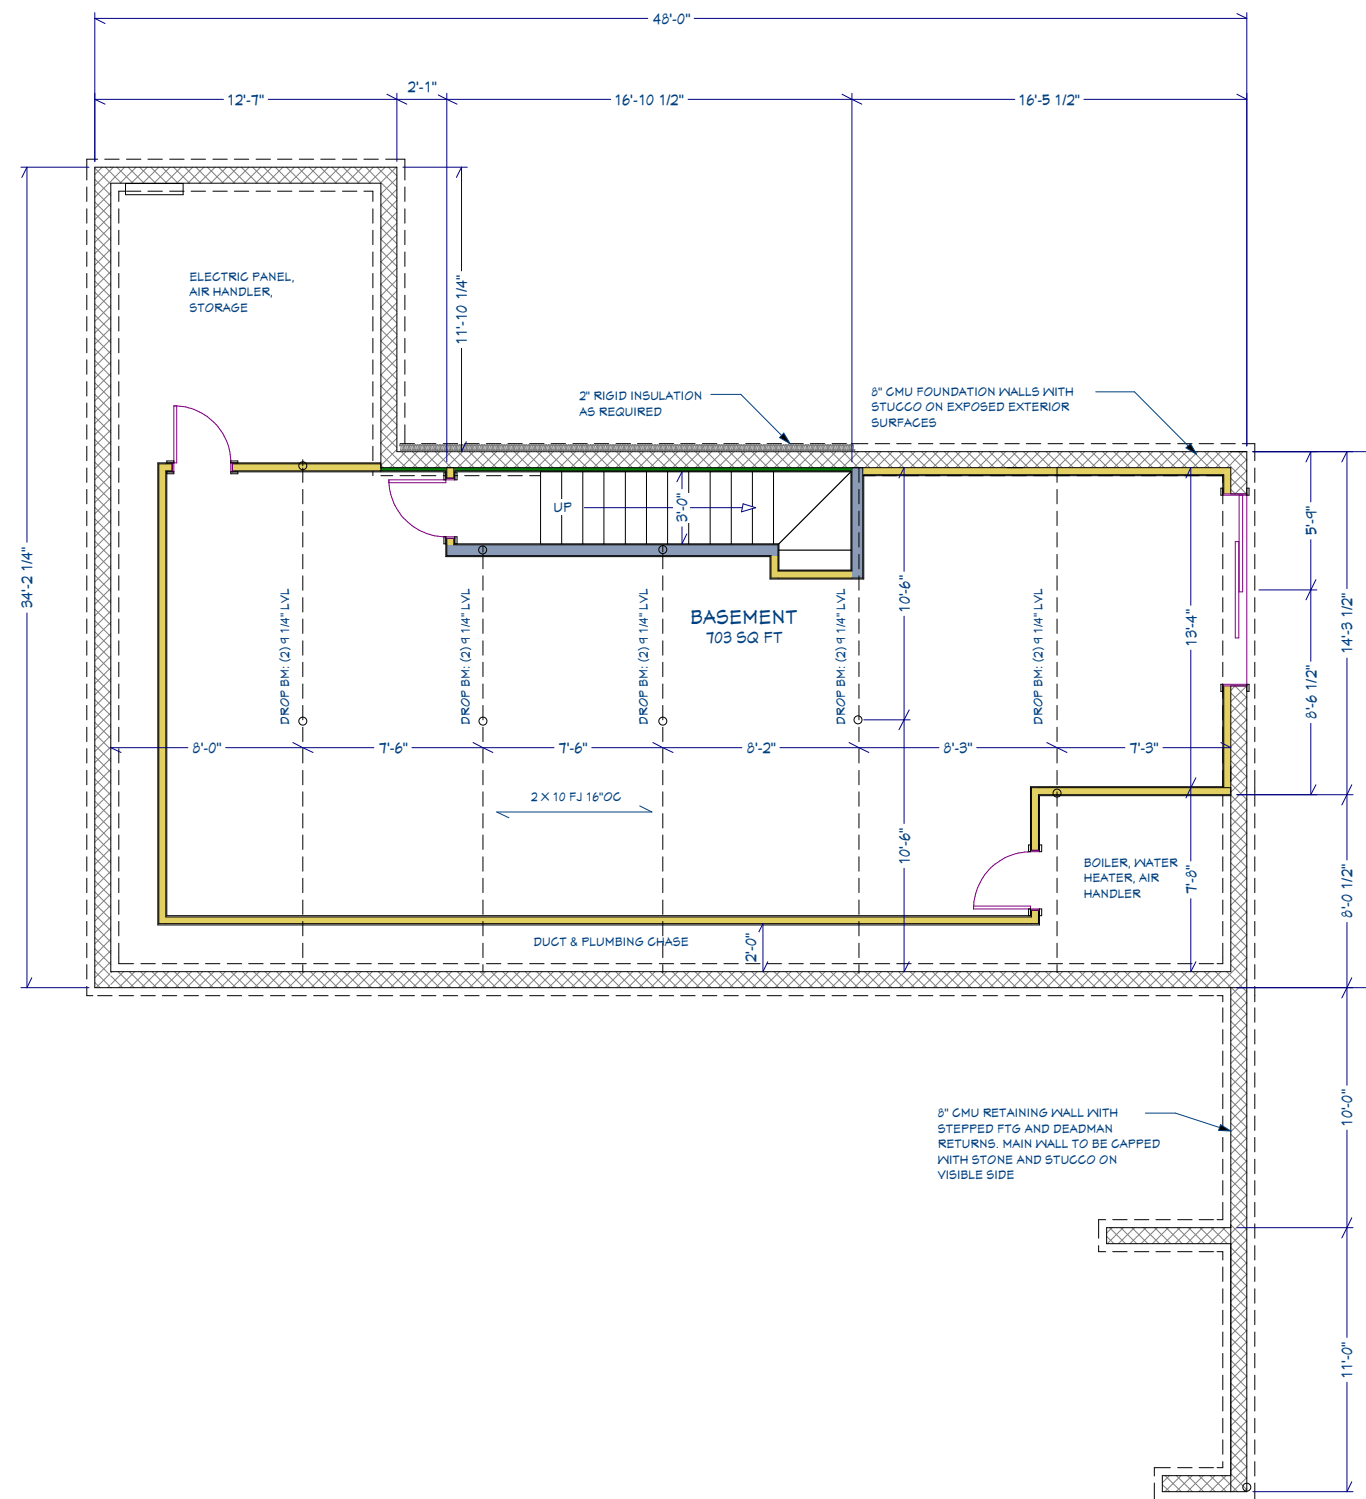 48'-0"
12'-7"
2'-1"
16'-10 1/2"
16'-5 1/2"
34'-2 1/4"
11'-10 1/4"
ELECTRIC PANEL,
AIR HANDLER,
STORAGE
2" RIGID INSULATION
AS REQUIRED
8" CMU FOUNDATION WALLS WITH
STUCCO ON EXPOSED EXTERIOR
SURFACES
UP
3'-0"
5'-9"
10'-6"
13'-4"
14'-3 1/2"
8'-6 1/2"
BASEMENT
703 SQ FT
DROP BM: (2) 9 1/4" LVL
DROP BM: (2) 9 1/4" LVL
DROP BM: (2) 9 1/4" LVL
DROP BM: (2) 9 1/4" LVL
DROP BM: (2) 9 1/4" LVL
8'-0"
7'-6"
7'-6"
8'-2"
8'-3"
7'-3"
2 X 10 FJ 16"OC
10'-6"
BOILER, WATER
HEATER, AIR
HANDLER
7'-8"
8'-0 1/2"
DUCT & PLUMBING CHASE
2'-0"
8" CMU RETAINING WALL WITH
STEPPED FTG AND DEADMAN
RETURNS. MAIN WALL TO BE CAPPED
WITH STONE AND STUCCO ON
VISIBLE SIDE
10'-0"
11'-0"